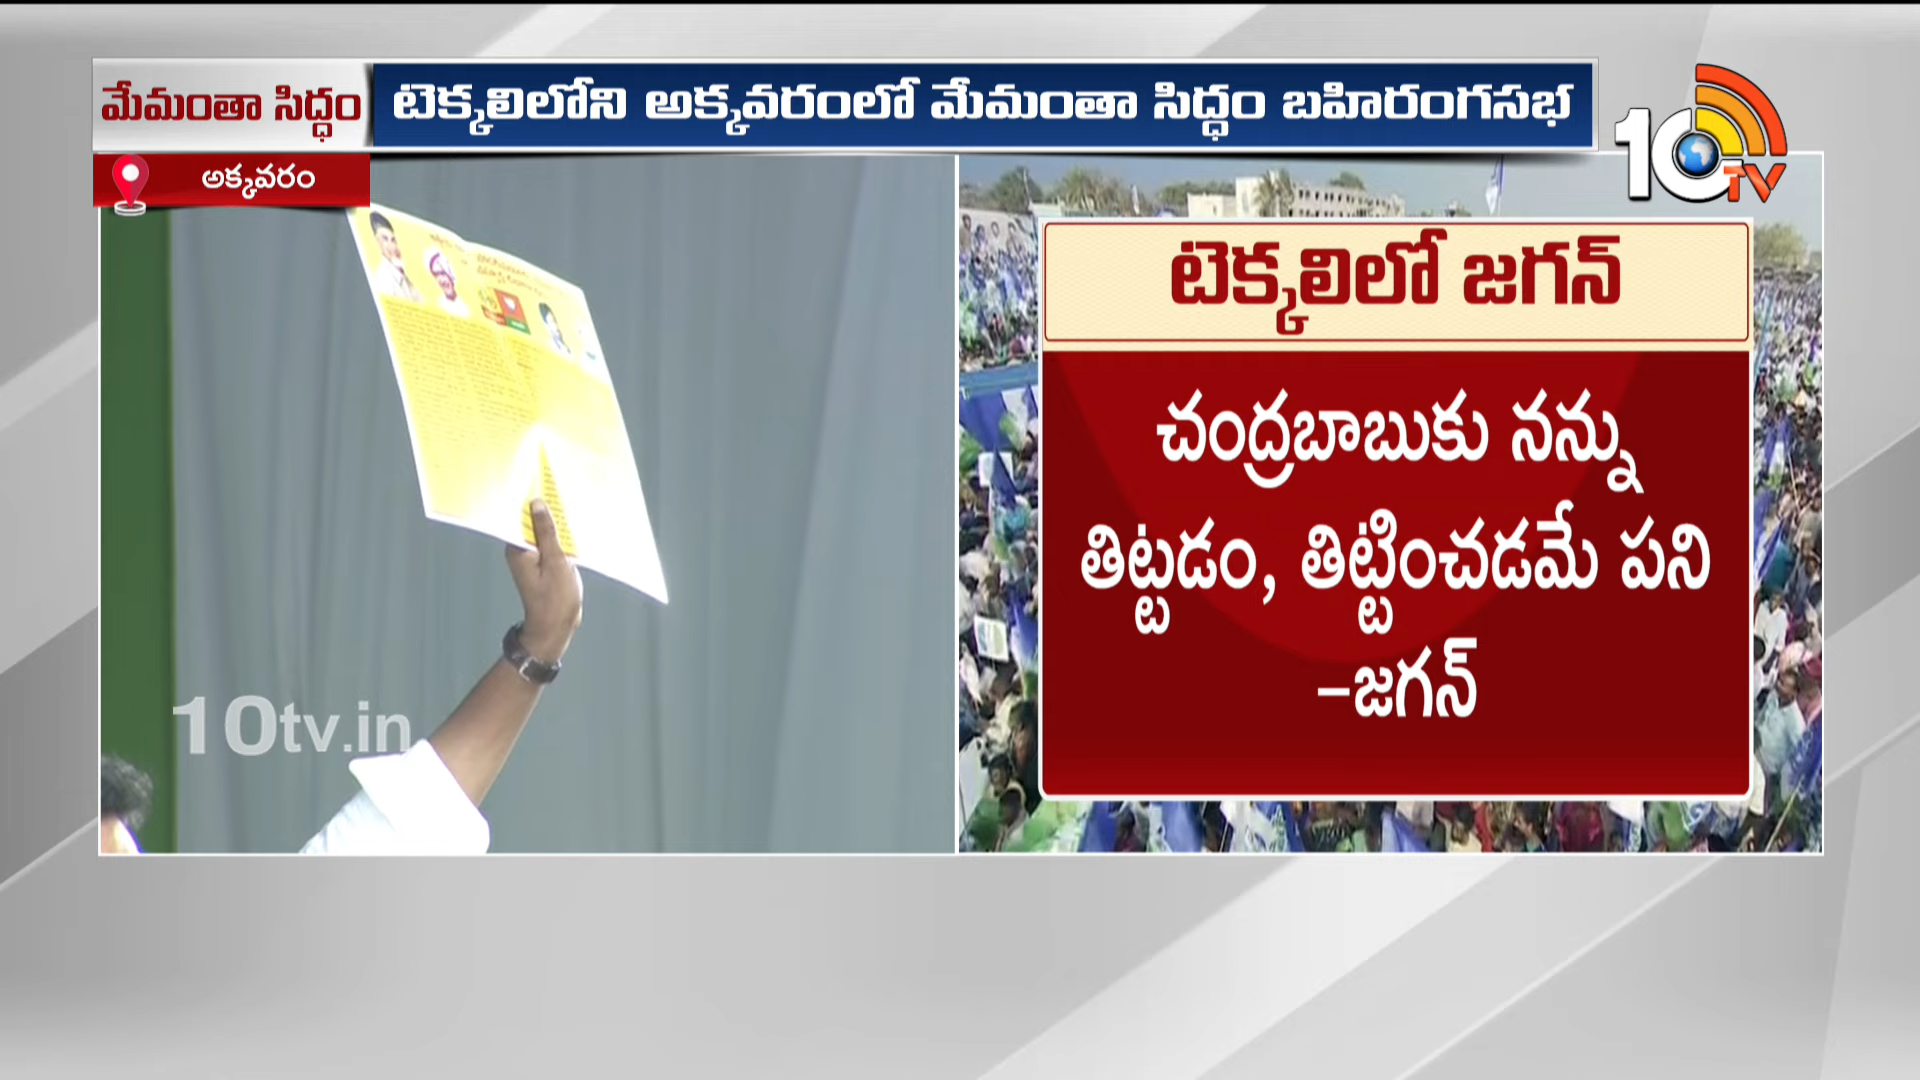 మేమంతా సిద్ధం
టెక్కలిలోని అక్కవరంలో మేమంతా సిద్ధం బహిరంగసభ
10TV
అక్కవరం
టెక్కలిలో జగన్
చంద్రబాబుకు నన్ను
తిట్టడం, తిట్టించడమే పని
–జగన్
10tv.in